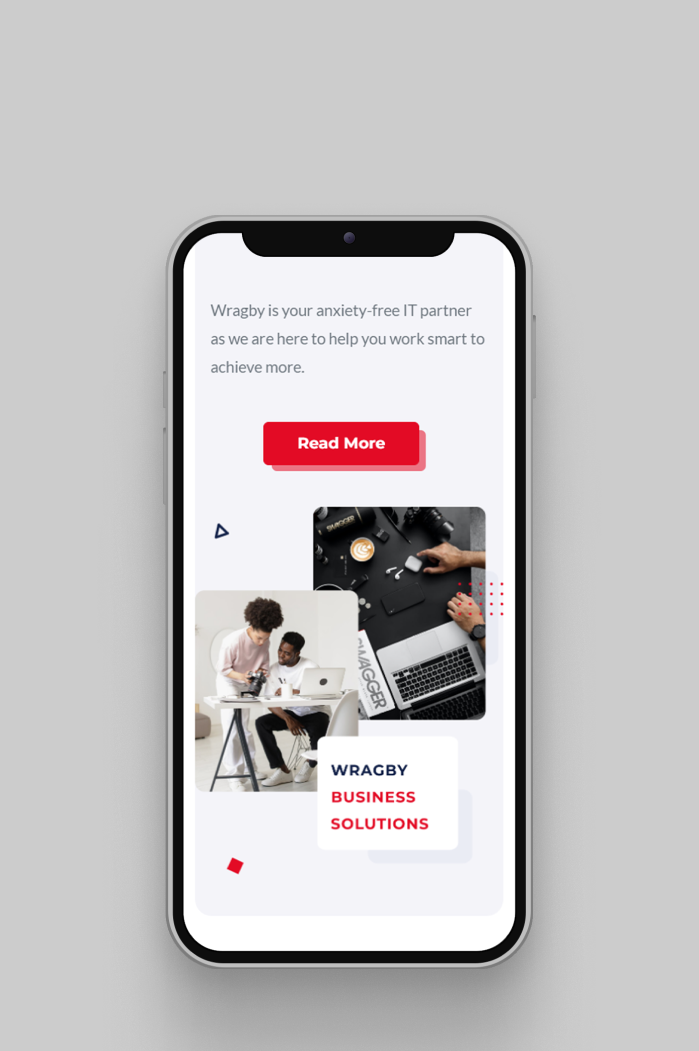 Wragby is your anxiety-free IT partner
as we are here to help you work smart to
achieve more.
Read More
SWAGGER
SWAGGER
WRAGBY
BUSINESS
SOLUTIONS